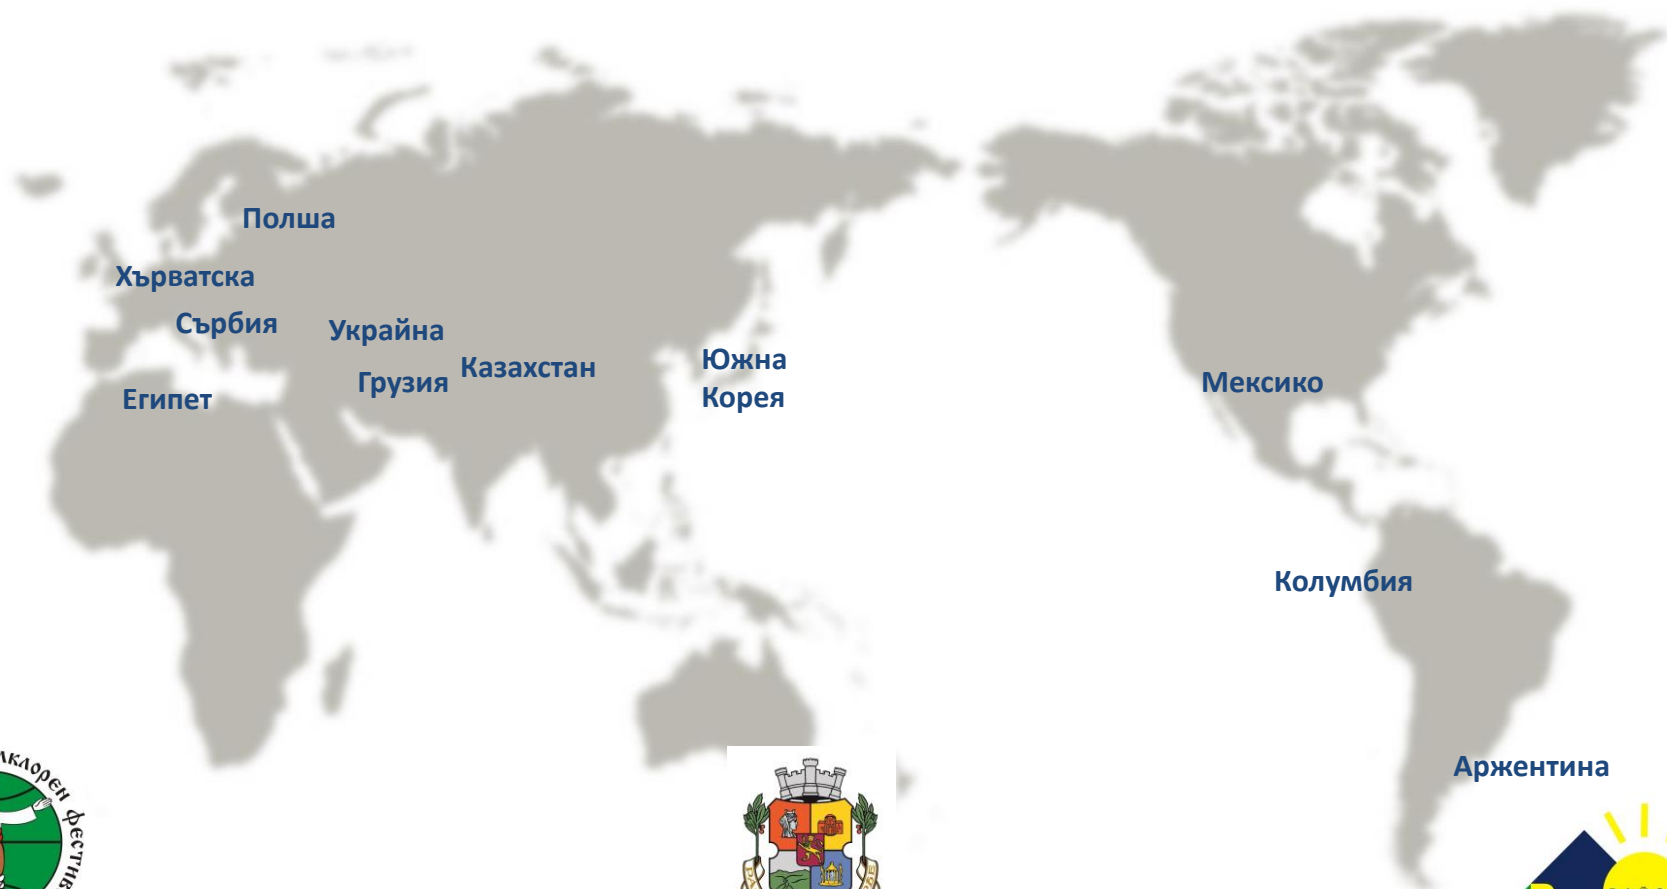 Полша
Хърватска
Сърбия
Украйна
Казахстан
Грузия
Египет
Южна
Корея
Мексико
Колумбия
Аржентина